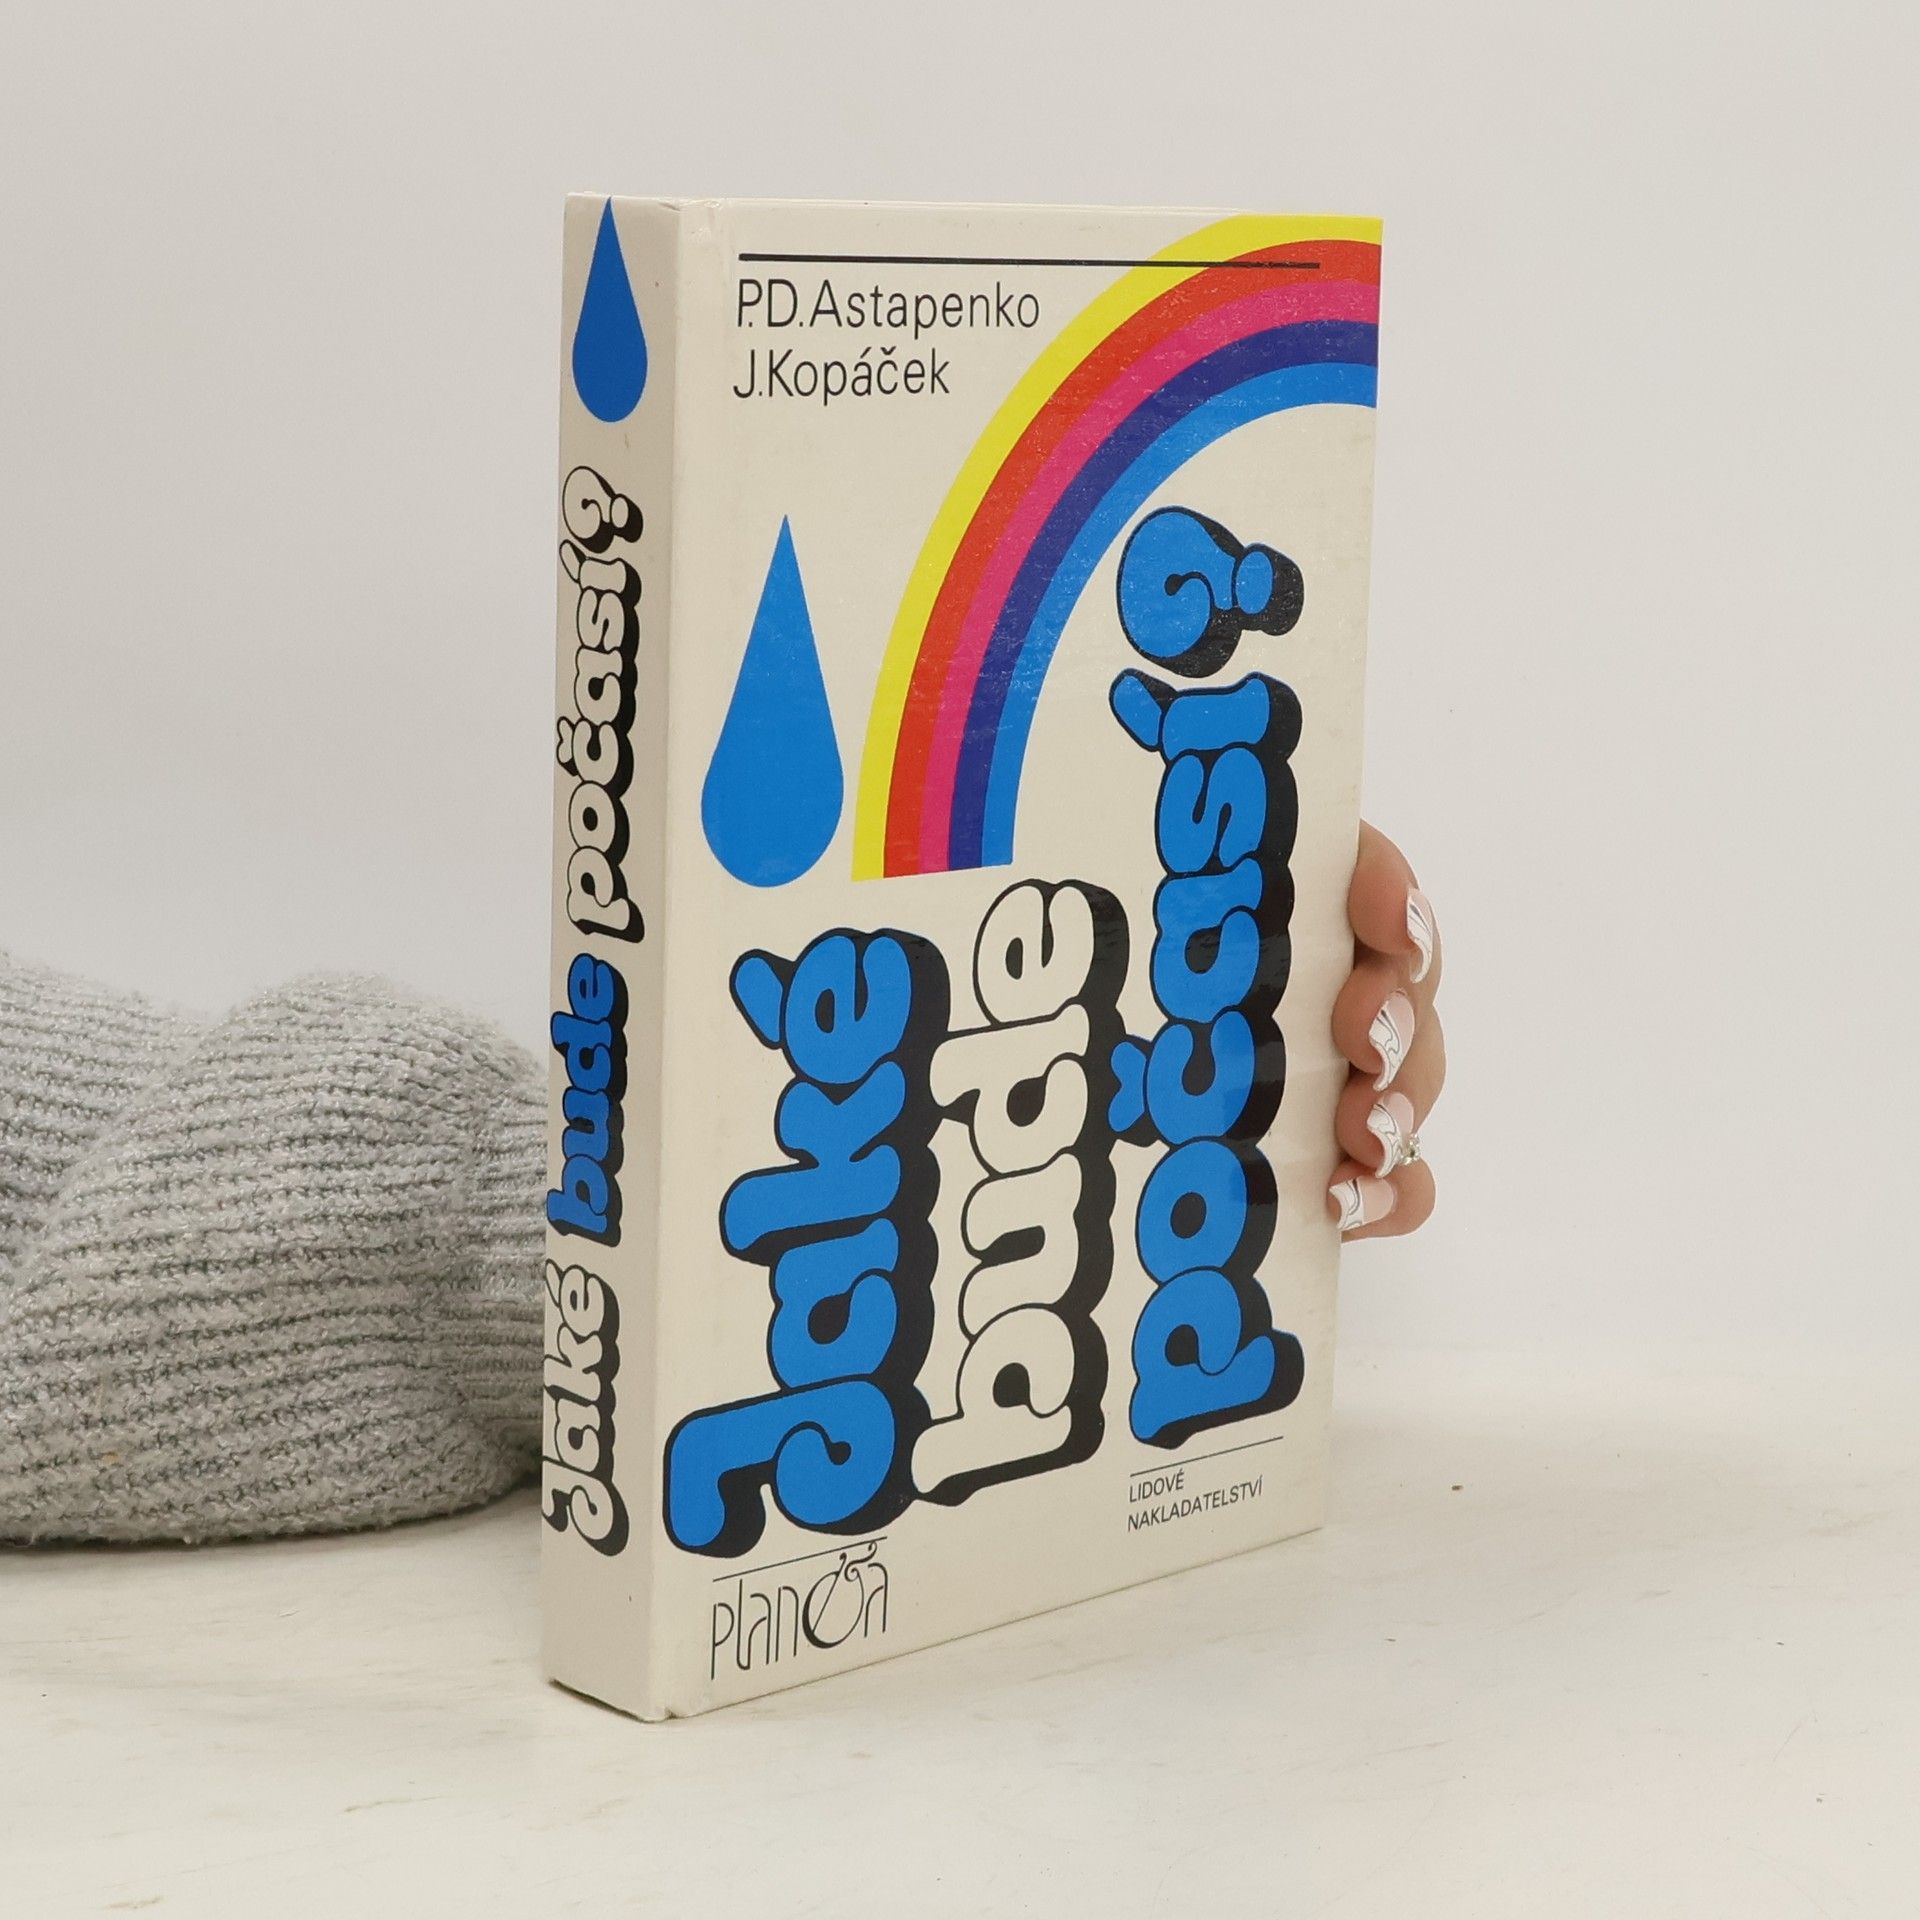 P.D.Astapenko
J.Kopáček
Jaké
bude
počasí?
LIDOVÉ
NAKLADATELSTVÍ
planeta
Jaké bude počasí?